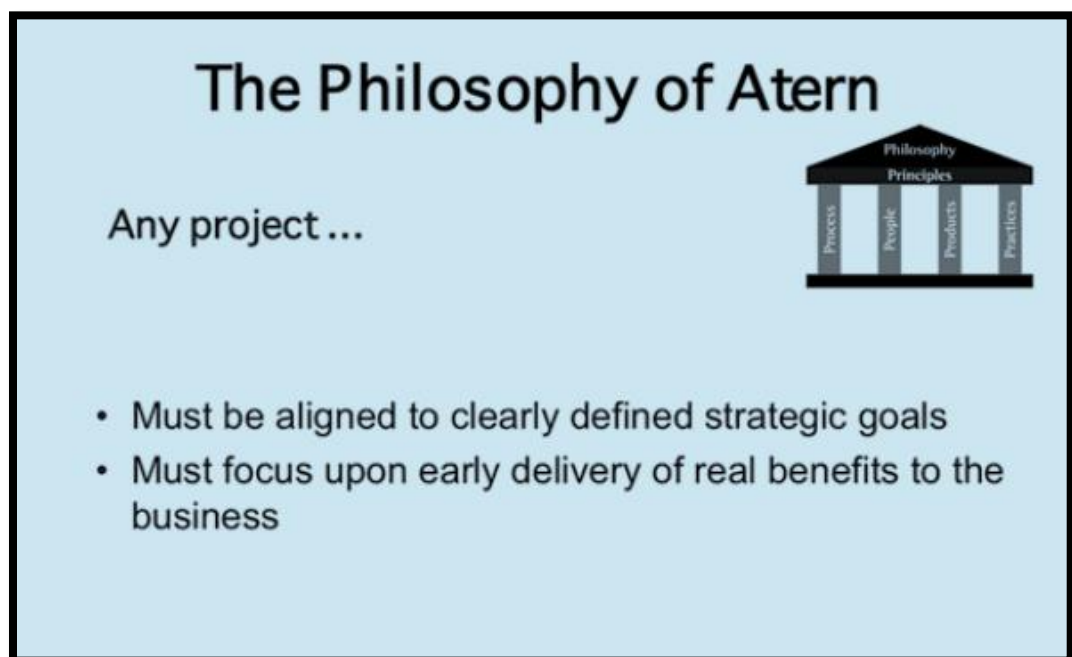 The Philosophy of Atern
Philosophy
Principles
Process
People
Products
Practices
Any project ...
• Must be aligned to clearly defined strategic goals
• Must focus upon early delivery of real benefits to the
business